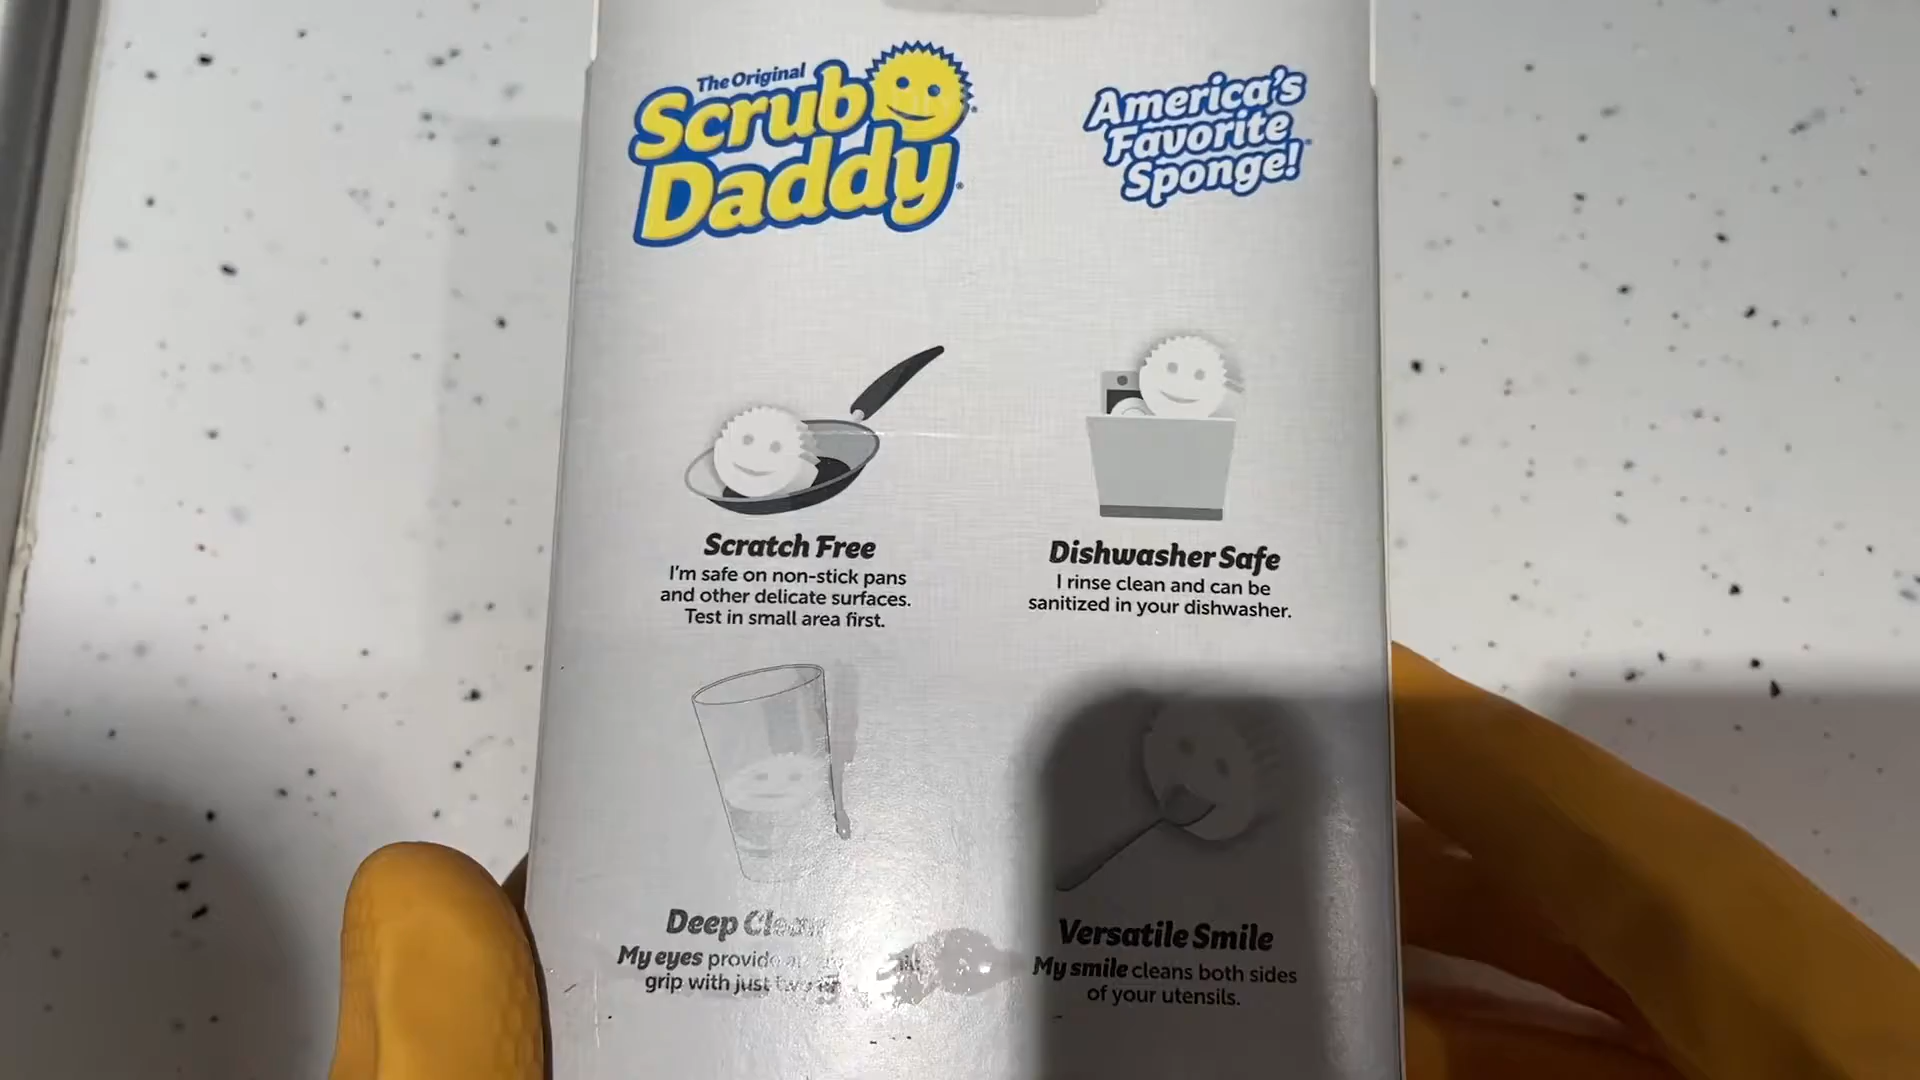 The Original
Scrub
Daddy
America's
Favorite
Sponge!
Scratch Free
I'm safe on non-stick pans
and other delicate surfaces.
Test in small area first.
Dishwasher Safe
I rinse clean and can be
sanitized in your dishwasher.
Deep Clean
My eyes provide
grip with just
Versatile Smile
My smile cleans both sides
of your utensils.